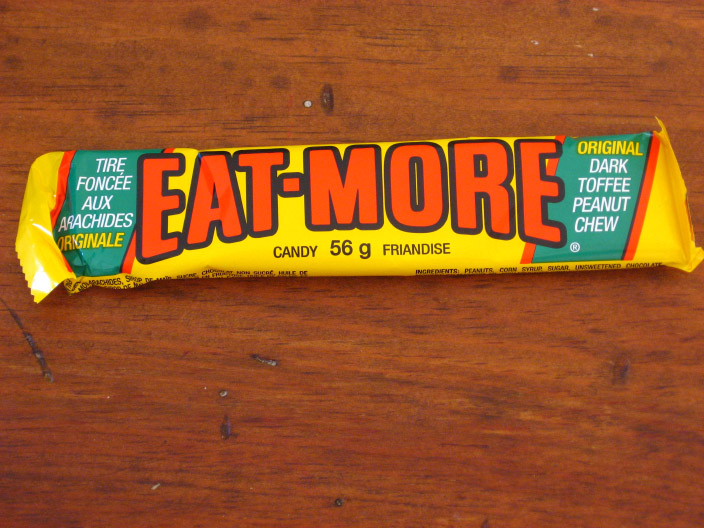 TIRE
FONCÉE
AUX
ARACHIDES
ORIGINALE
EAT-MORE
CANDY 56 g FRIANDISE
ORIGINAL
DARK
TOFFEE
PEANUT
CHEW
®
INGREDIENTS: PEANUTS, CORN SYRUP, SUGAR, UNSWEETENED CHOCOLATE,